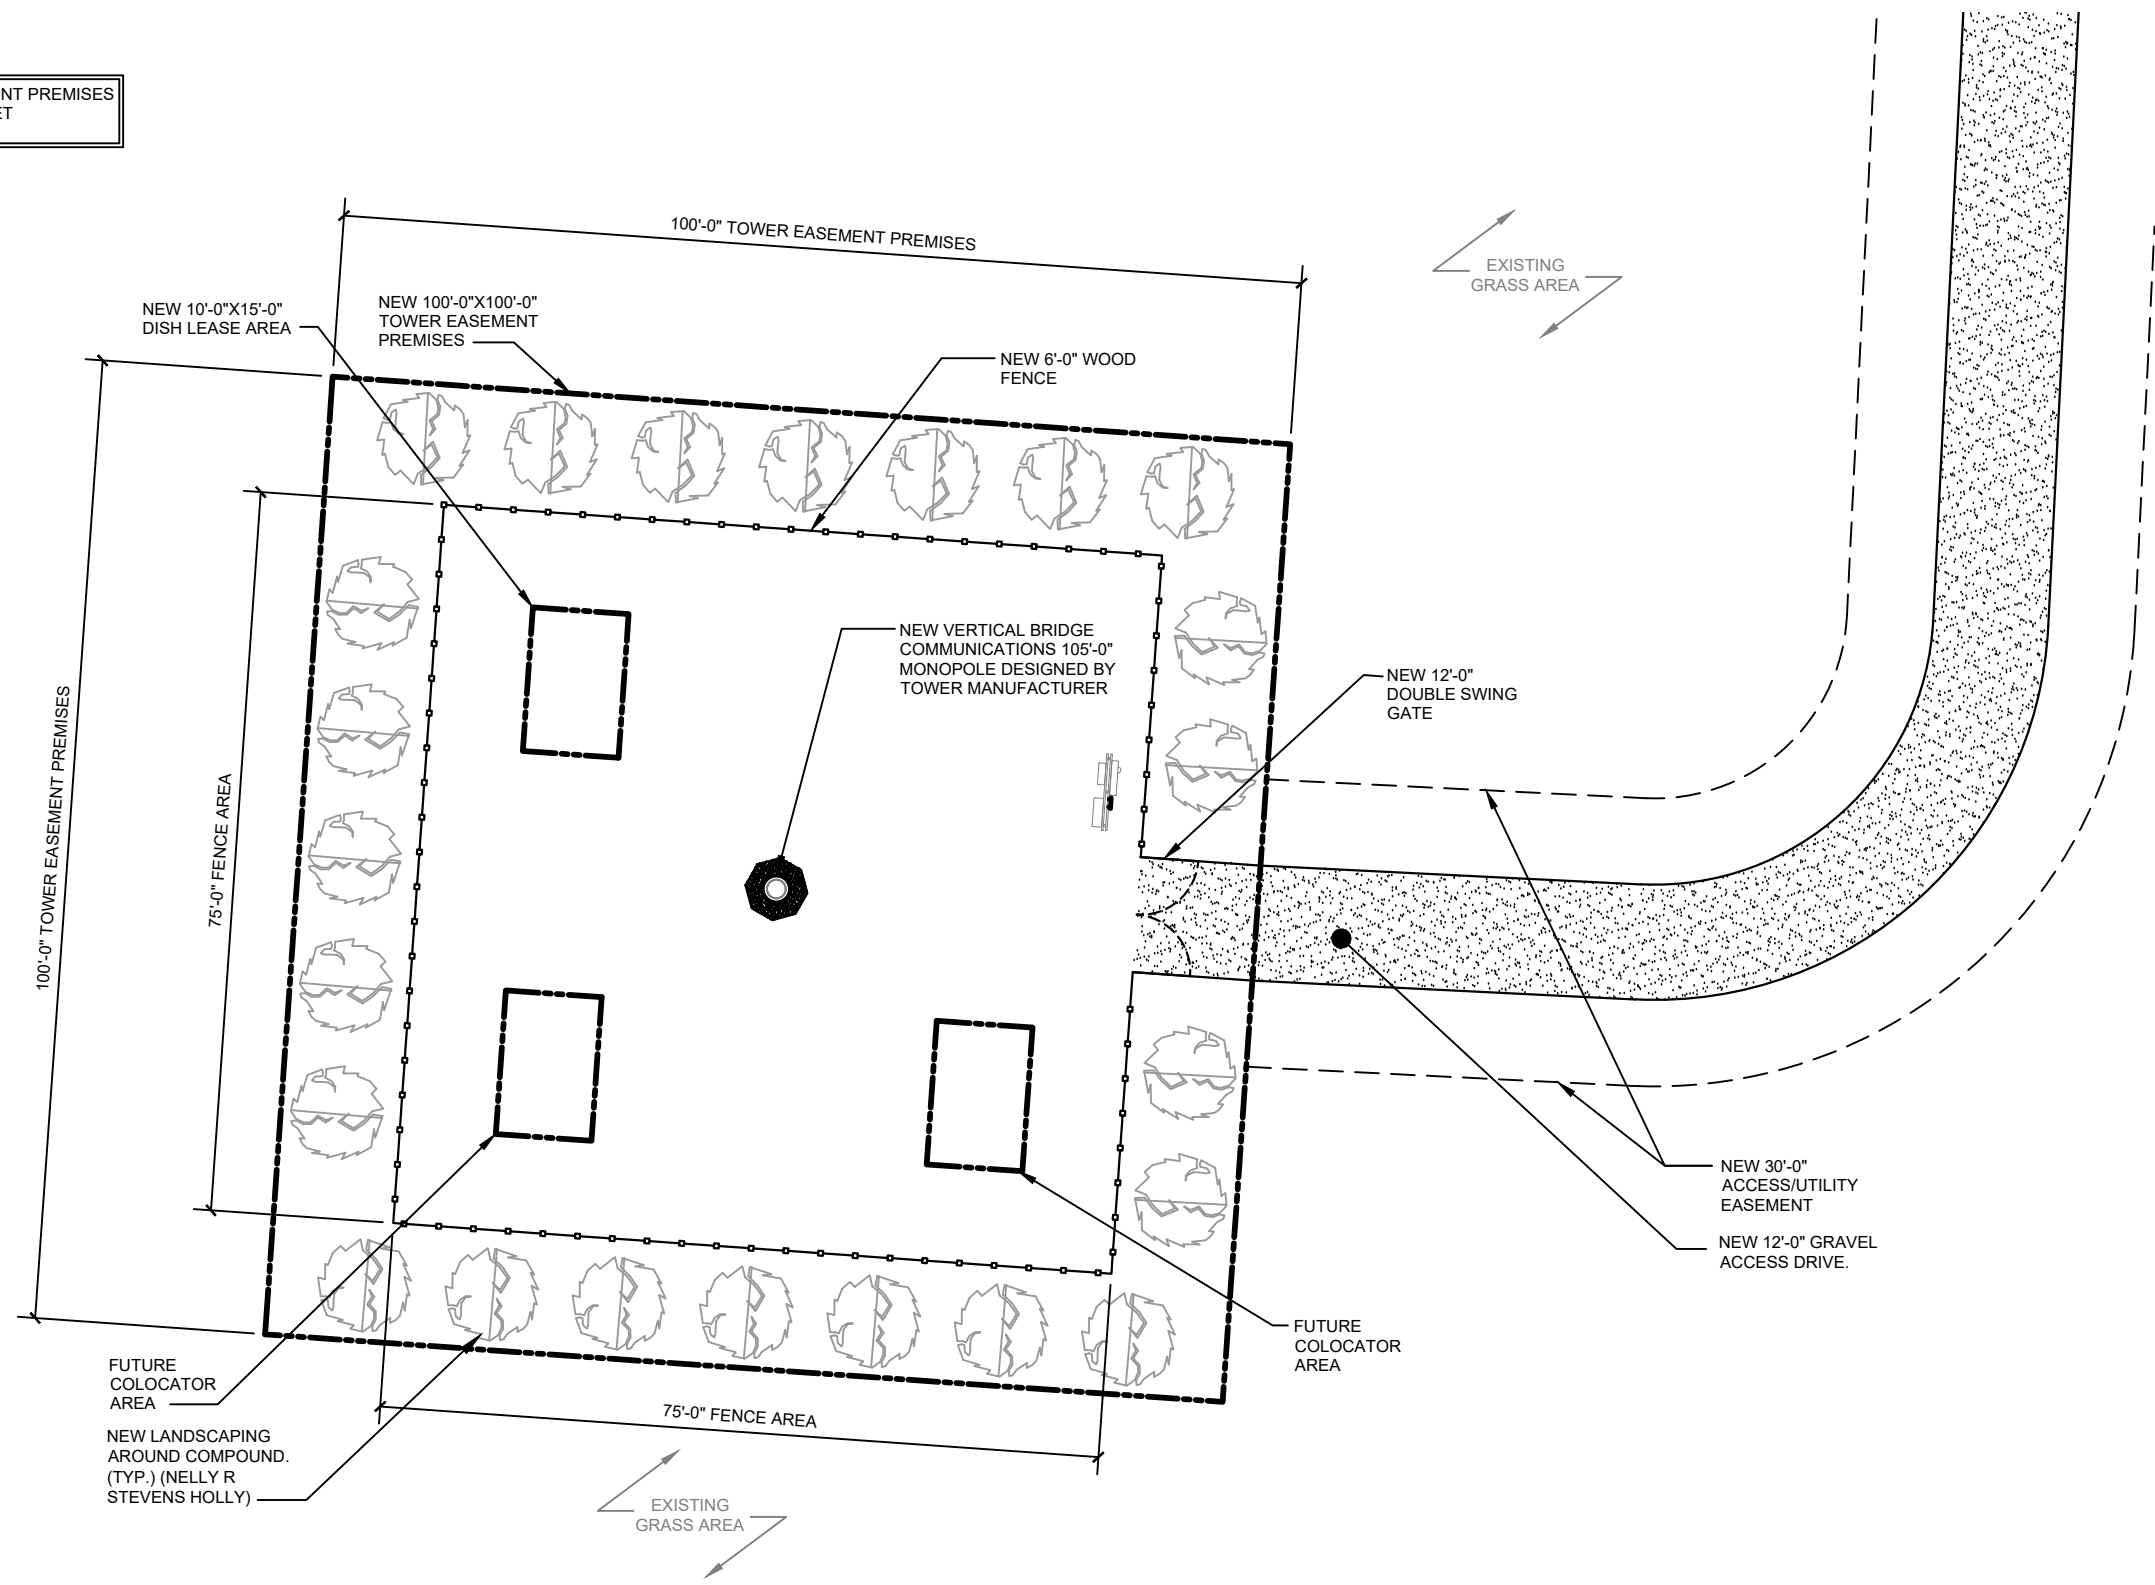 NT PREMISES
ET
100'-0" TOWER EASEMENT PREMISES
EXISTING
GRASS AREA
NEW 10'-0"X15'-0"
DISH LEASE AREA
NEW 100'-0"X100'-0"
TOWER EASEMENT
PREMISES
NEW 6'-0" WOOD
FENCE
NEW VERTICAL BRIDGE
COMMUNICATIONS 105'-0"
MONOPOLE DESIGNED BY
TOWER MANUFACTURER
NEW 12'-0"
DOUBLE SWING
GATE
100'-0" TOWER EASEMENT PREMISES
75'-0" FENCE AREA
NEW 30'-0"
ACCESS/UTILITY
EASEMENT
NEW 12'-0" GRAVEL
ACCESS DRIVE.
FUTURE
COLOCATOR
AREA
FUTURE
COLOCATOR
AREA
75'-0" FENCE AREA
NEW LANDSCAPING
AROUND COMPOUND.
(TYP.) (NELLY R
STEVENS HOLLY)
EXISTING
GRASS AREA